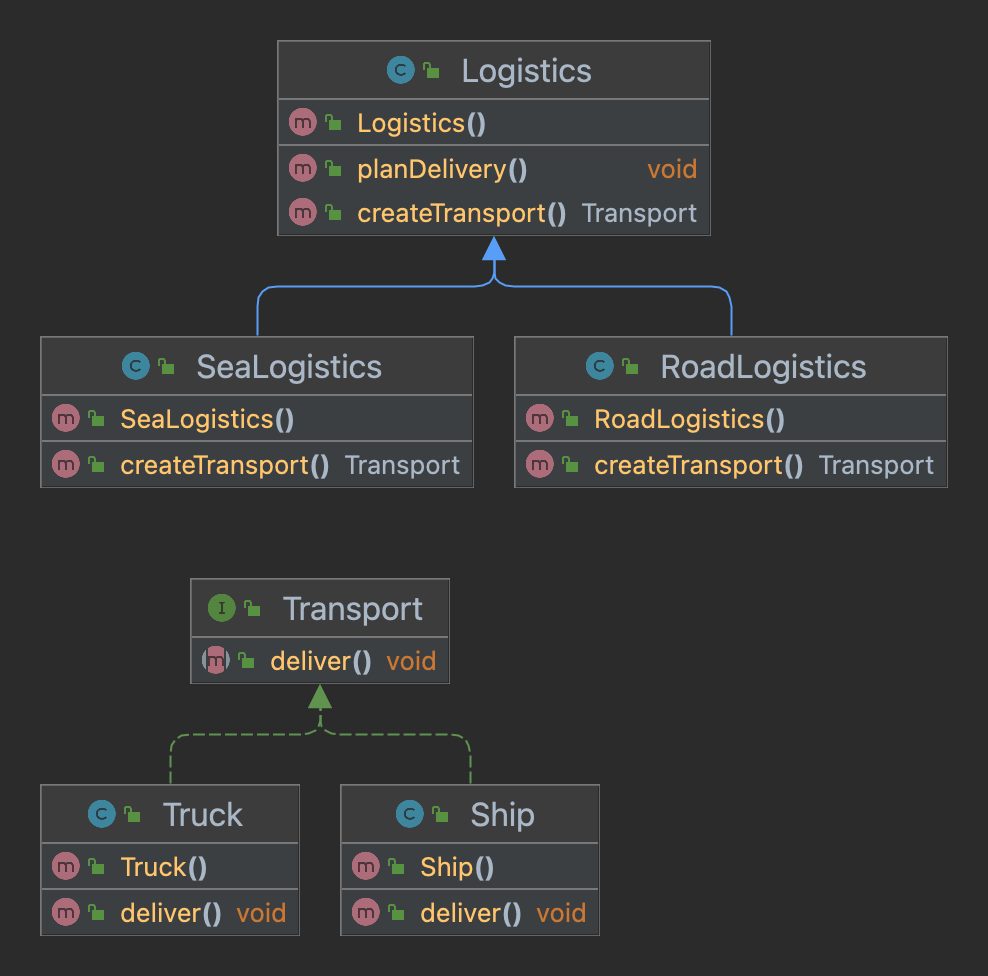 C Logistics
m Logistics()
m planDelivery() void
m createTransport() Transport
C SeaLogistics
m SeaLogistics()
m createTransport() Transport
C RoadLogistics
m RoadLogistics()
m createTransport() Transport
I Transport
m deliver() void
C Truck
m Truck()
m deliver() void
C Ship
m Ship()
m deliver() void